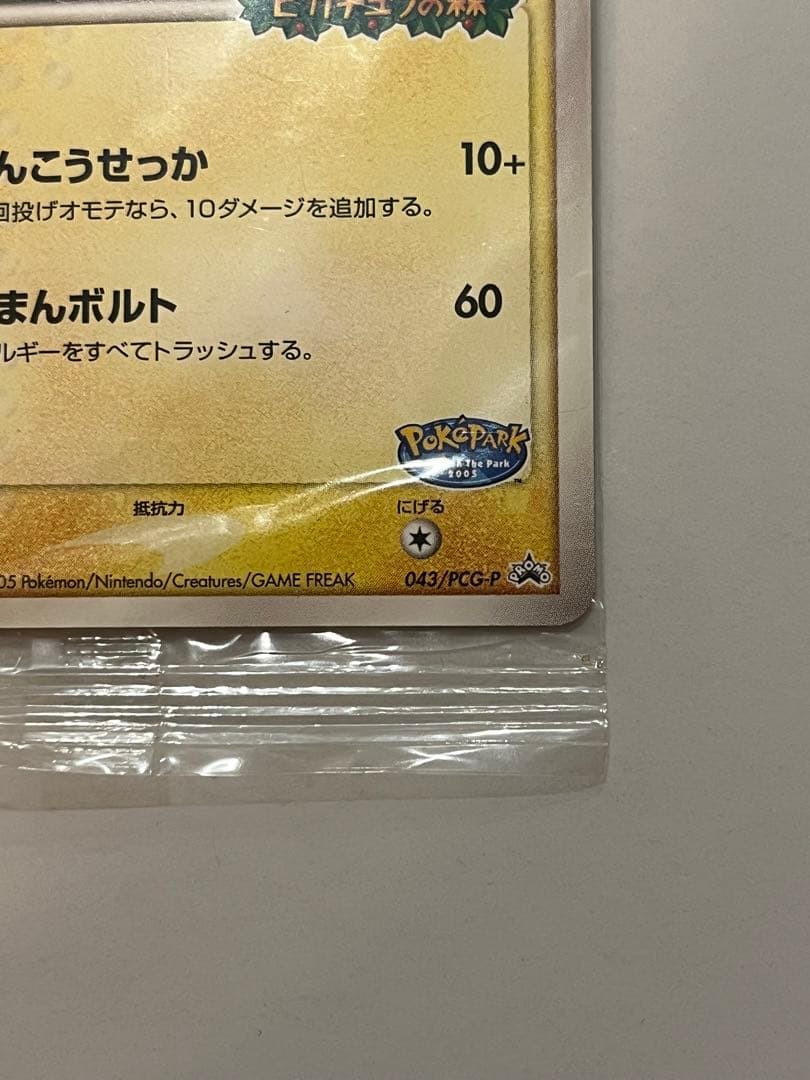 ピカチュウの森
んこうせっか 10+
回投げオモテなら、10ダメージを追加する。
まんボルト 60
ルギーをすべてトラッシュする。
POKÉPARK
The Park
2005
TM
抵抗力 にげる
05 Pokémon/Nintendo/Creatures/GAME FREAK 043/PCG-P PROMO